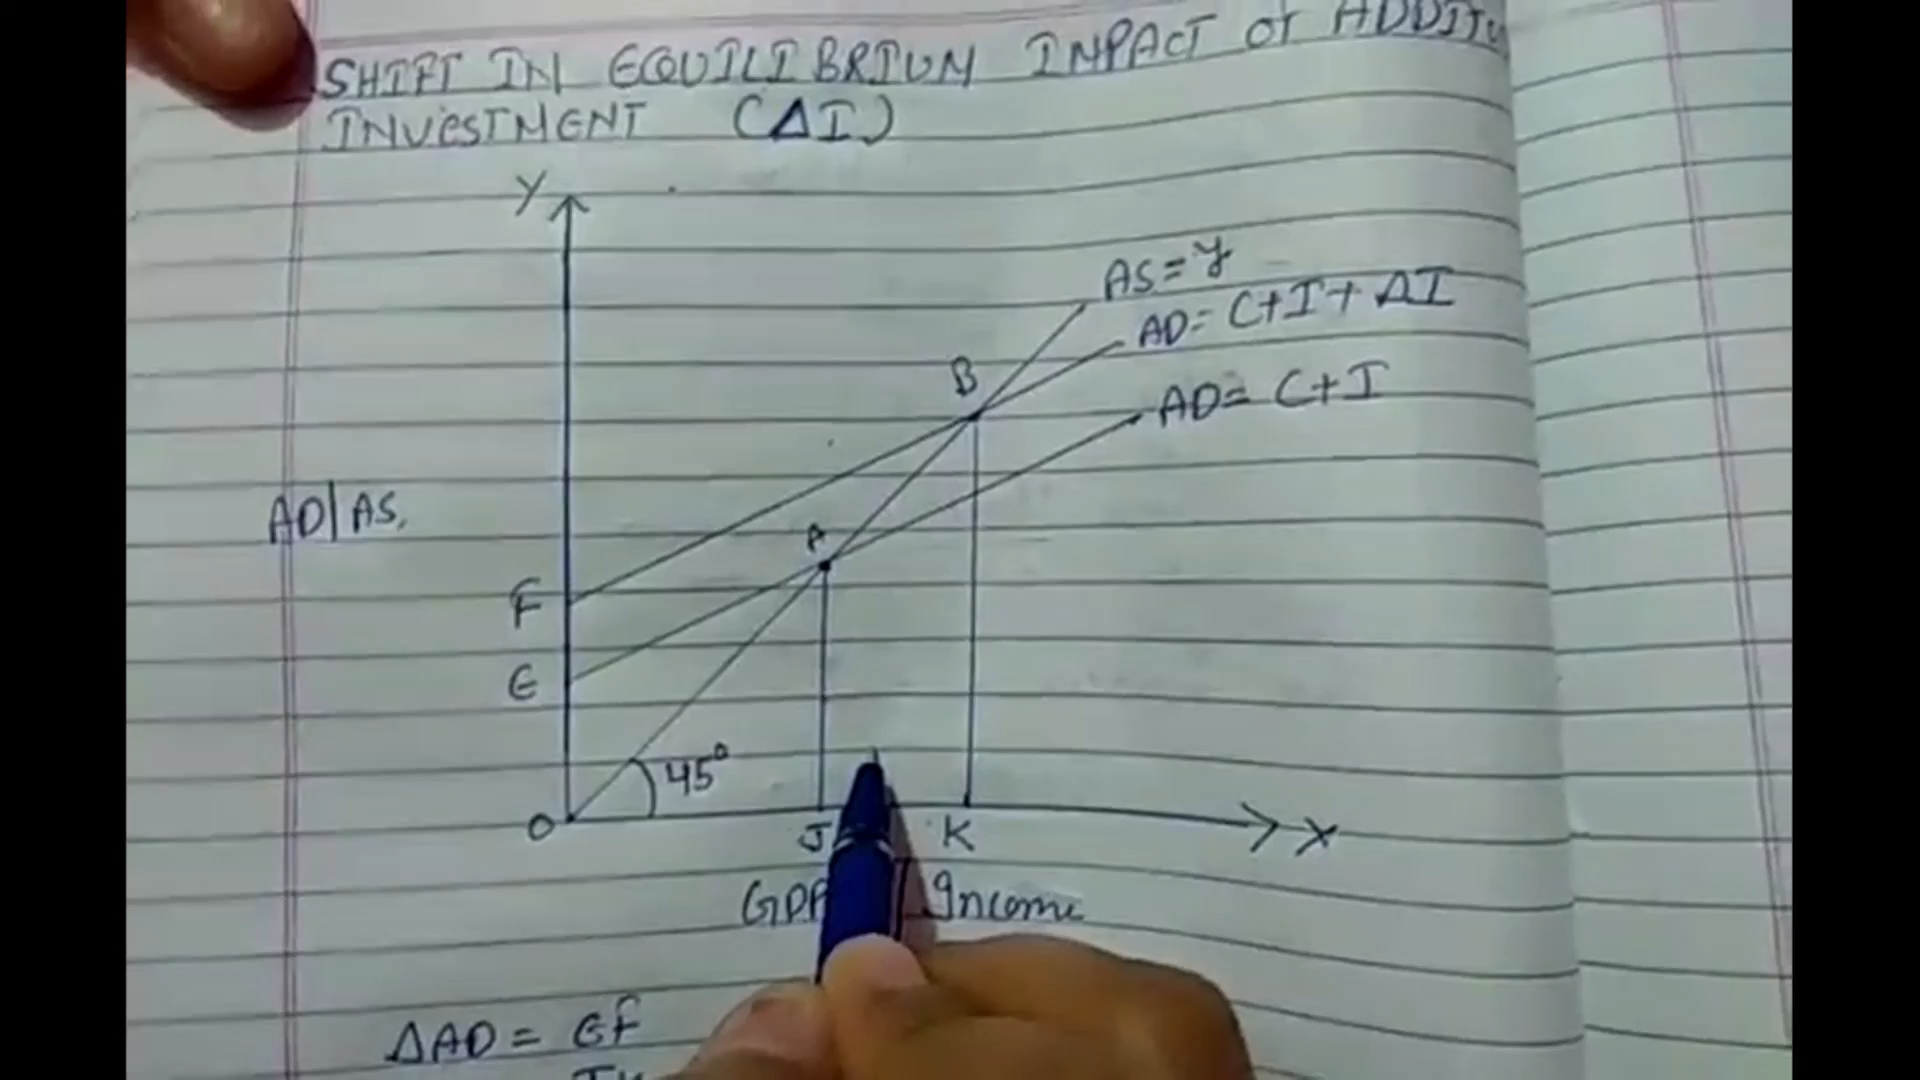 SHIFT IN EQUILIBRIUM IMPACT OF
INVESTMENT (ΔI)
Y
AS = y
AD = C+I+ΔI
AD = C+I
B
A
AD|AS.
F
E
45°
O
J
K
X
Income
ΔAD = EF